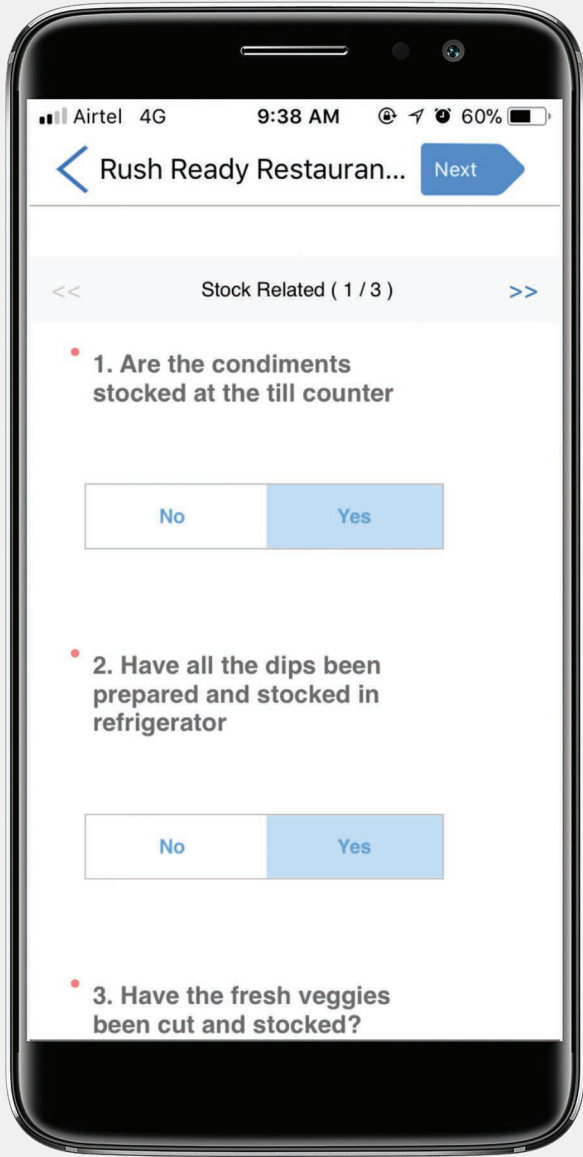 Airtel 4G 9:38 AM 60%
Rush Ready Restauran... Next
<< Stock Related ( 1 / 3 ) >>
1. Are the condiments
stocked at the till counter
No Yes
2. Have all the dips been
prepared and stocked in
refrigerator
No Yes
3. Have the fresh veggies
been cut and stocked?